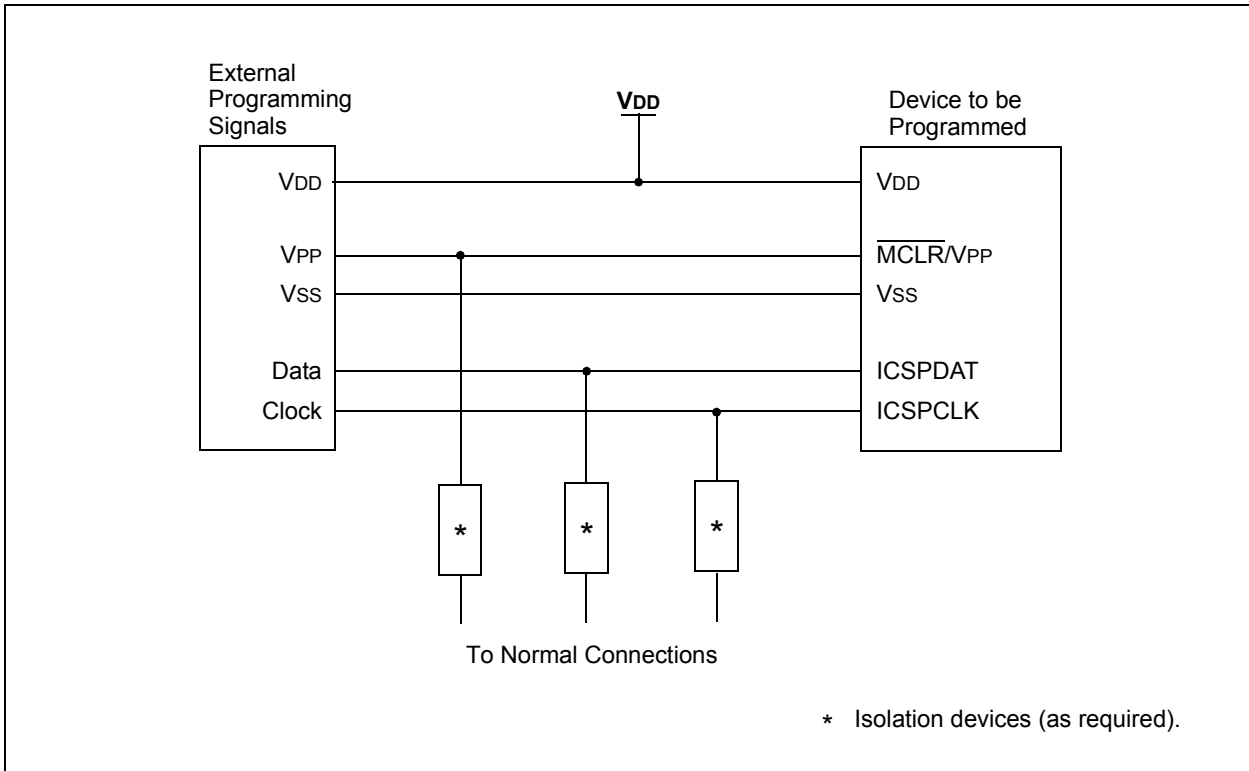 External
Programming
Signals
VDD
Device to be
Programmed
VDD
VDD
VPP
MCLR/VPP
VSS
VSS
Data
ICSPDAT
Clock
ICSPCLK
*
*
*
To Normal Connections
* Isolation devices (as required).